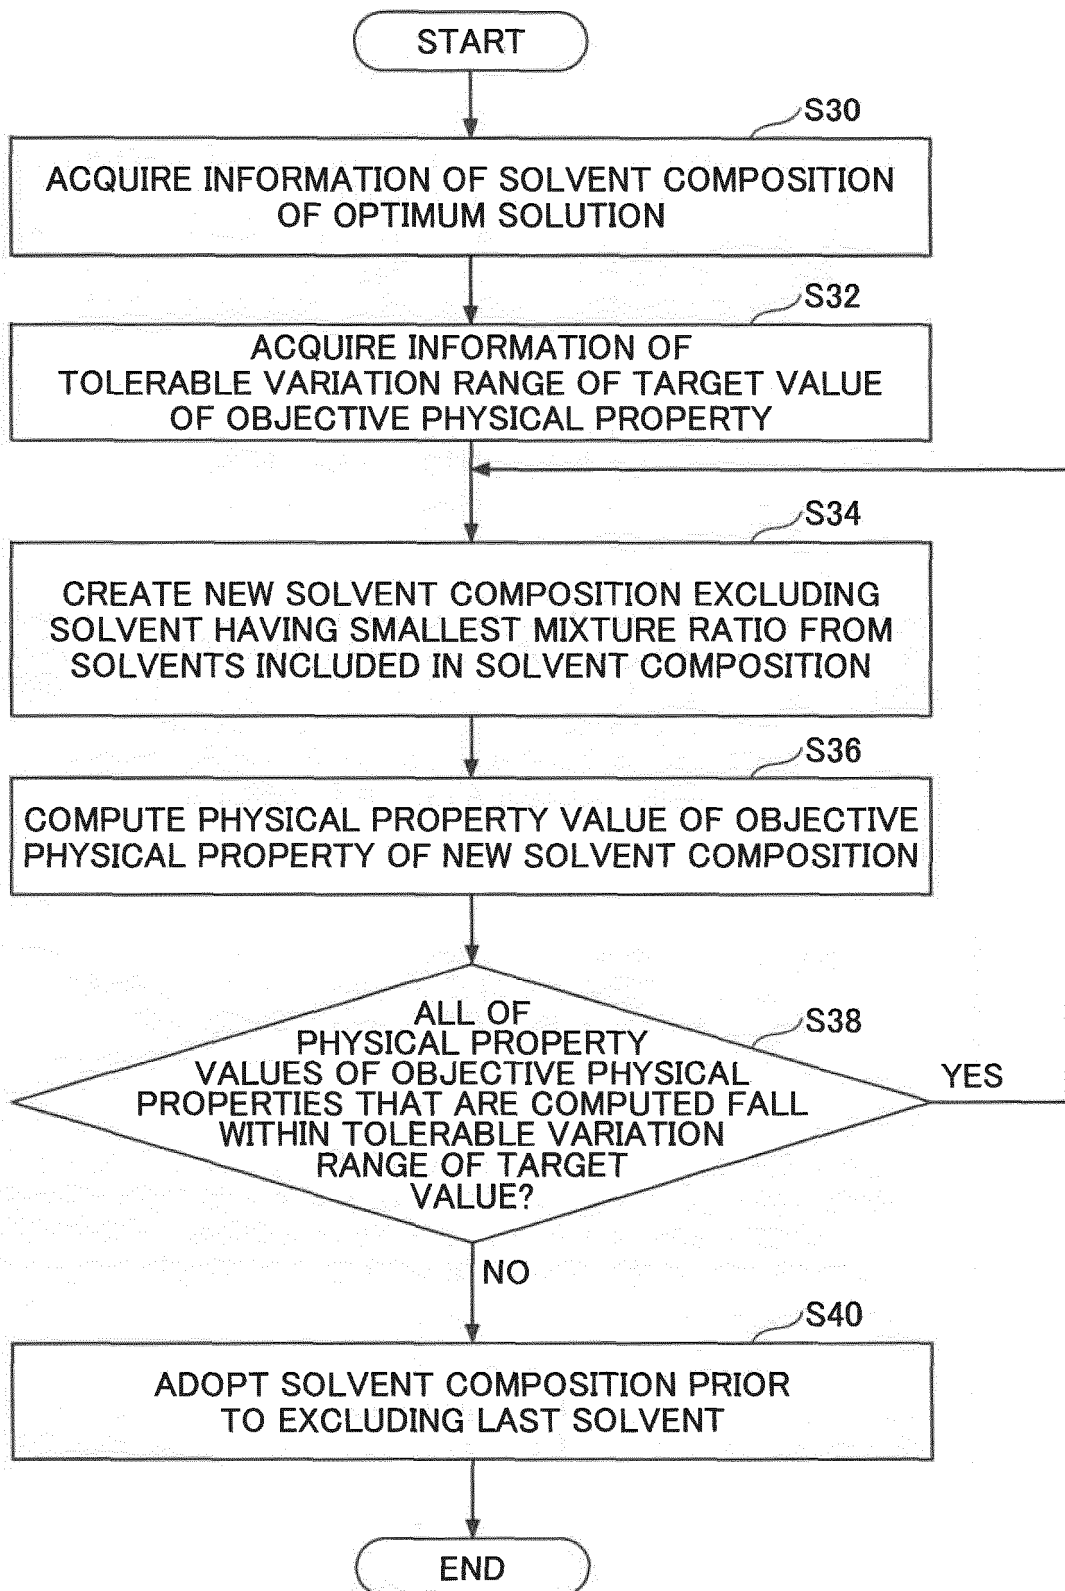 START
S30
ACQUIRE INFORMATION OF SOLVENT COMPOSITION
OF OPTIMUM SOLUTION
S32
ACQUIRE INFORMATION OF
TOLERABLE VARIATION RANGE OF TARGET VALUE
OF OBJECTIVE PHYSICAL PROPERTY
S34
CREATE NEW SOLVENT COMPOSITION EXCLUDING
SOLVENT HAVING SMALLEST MIXTURE RATIO FROM
SOLVENTS INCLUDED IN SOLVENT COMPOSITION
S36
COMPUTE PHYSICAL PROPERTY VALUE OF OBJECTIVE
PHYSICAL PROPERTY OF NEW SOLVENT COMPOSITION
S38
ALL OF
PHYSICAL PROPERTY
VALUES OF OBJECTIVE PHYSICAL
PROPERTIES THAT ARE COMPUTED FALL
WITHIN TOLERABLE VARIATION
RANGE OF TARGET
VALUE?
YES
NO
S40
ADOPT SOLVENT COMPOSITION PRIOR
TO EXCLUDING LAST SOLVENT
END